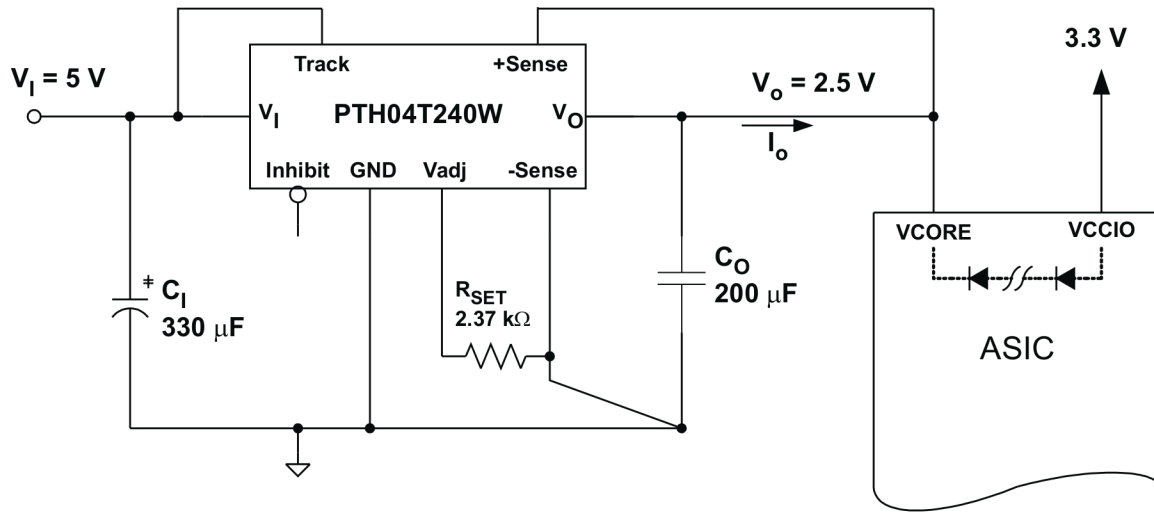 3.3 V
Track
+Sense
V_I = 5 V
V_o = 2.5 V
V_I
PTH04T240W
V_O
I_o
Inhibit
GND
Vadj
-Sense
VCORE
VCCIO
C_O
200 μF
+
C_I
330 μF
R_SET
2.37 kΩ
ASIC